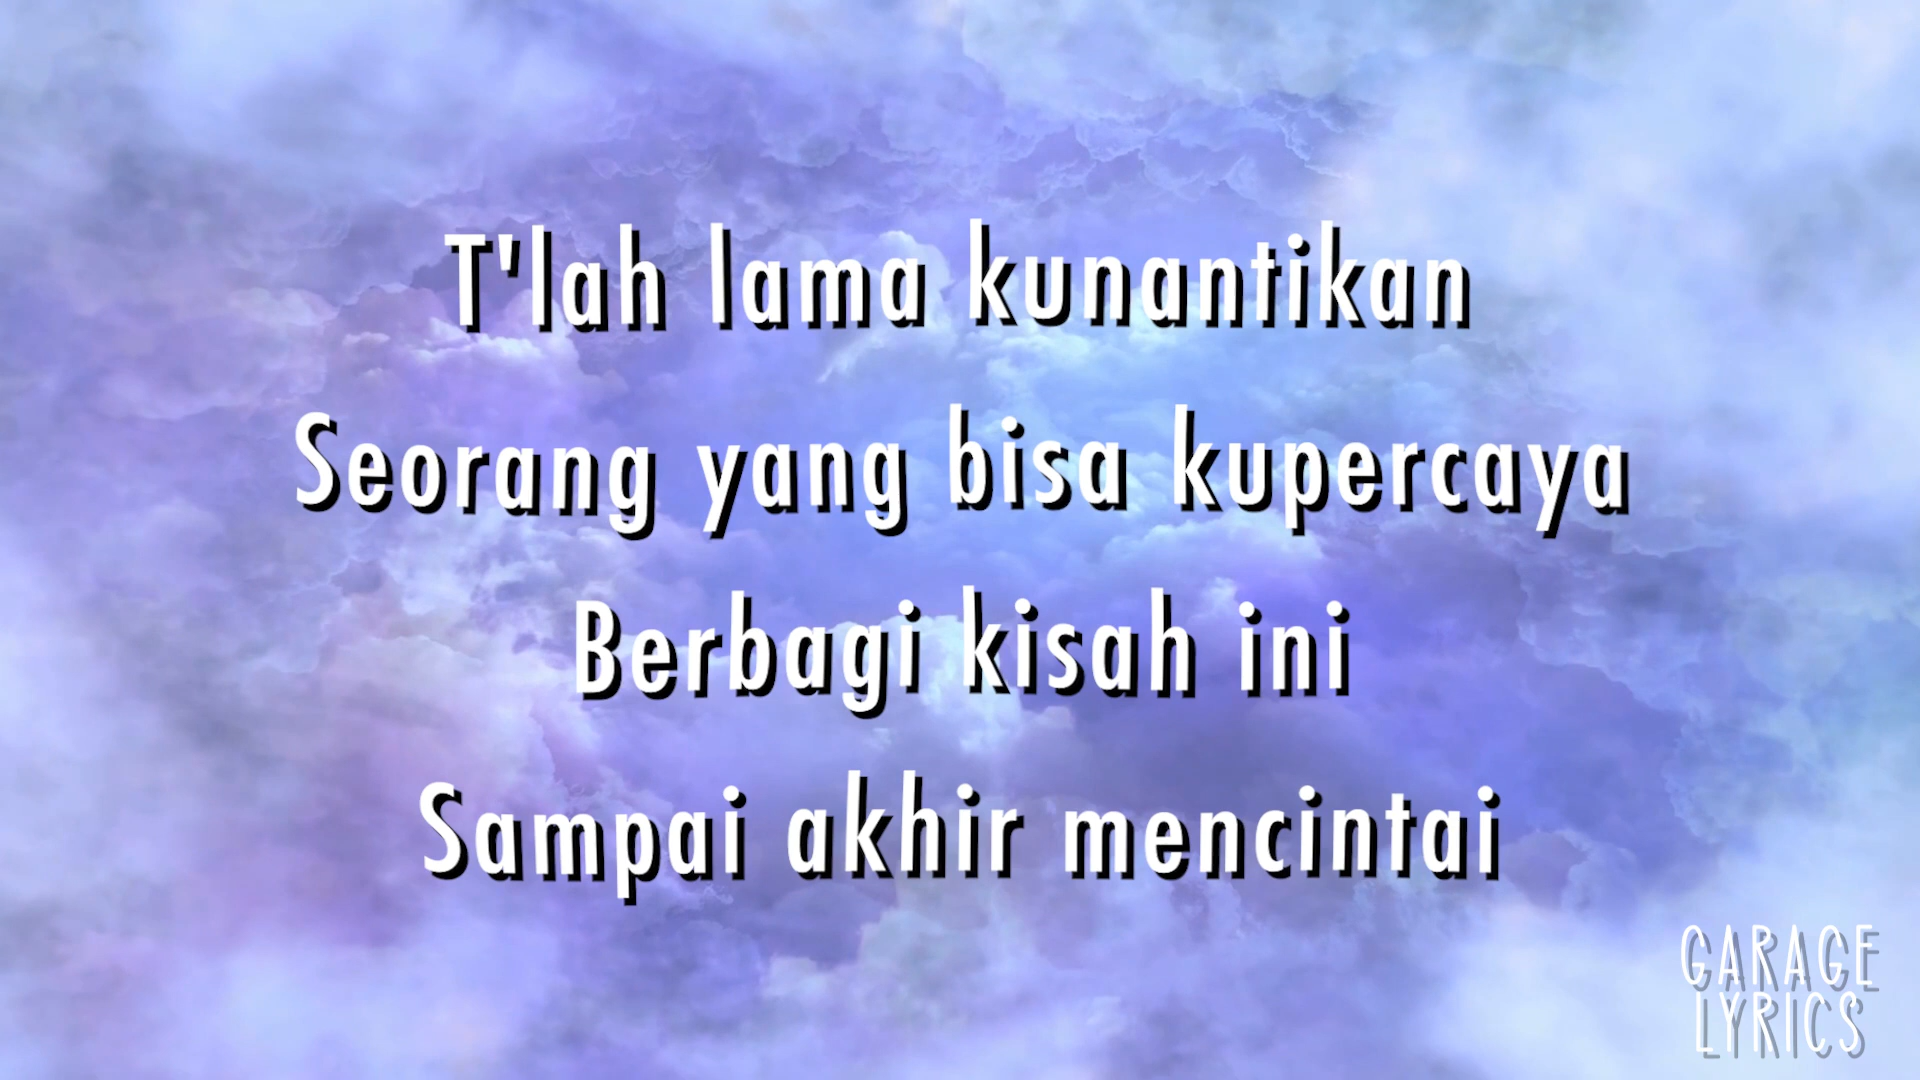 T'lah lama kunantikan
Seorang yang bisa kupercaya
Berbagi kisah ini
Sampai akhir mencintai
GARAGE
LYRICS